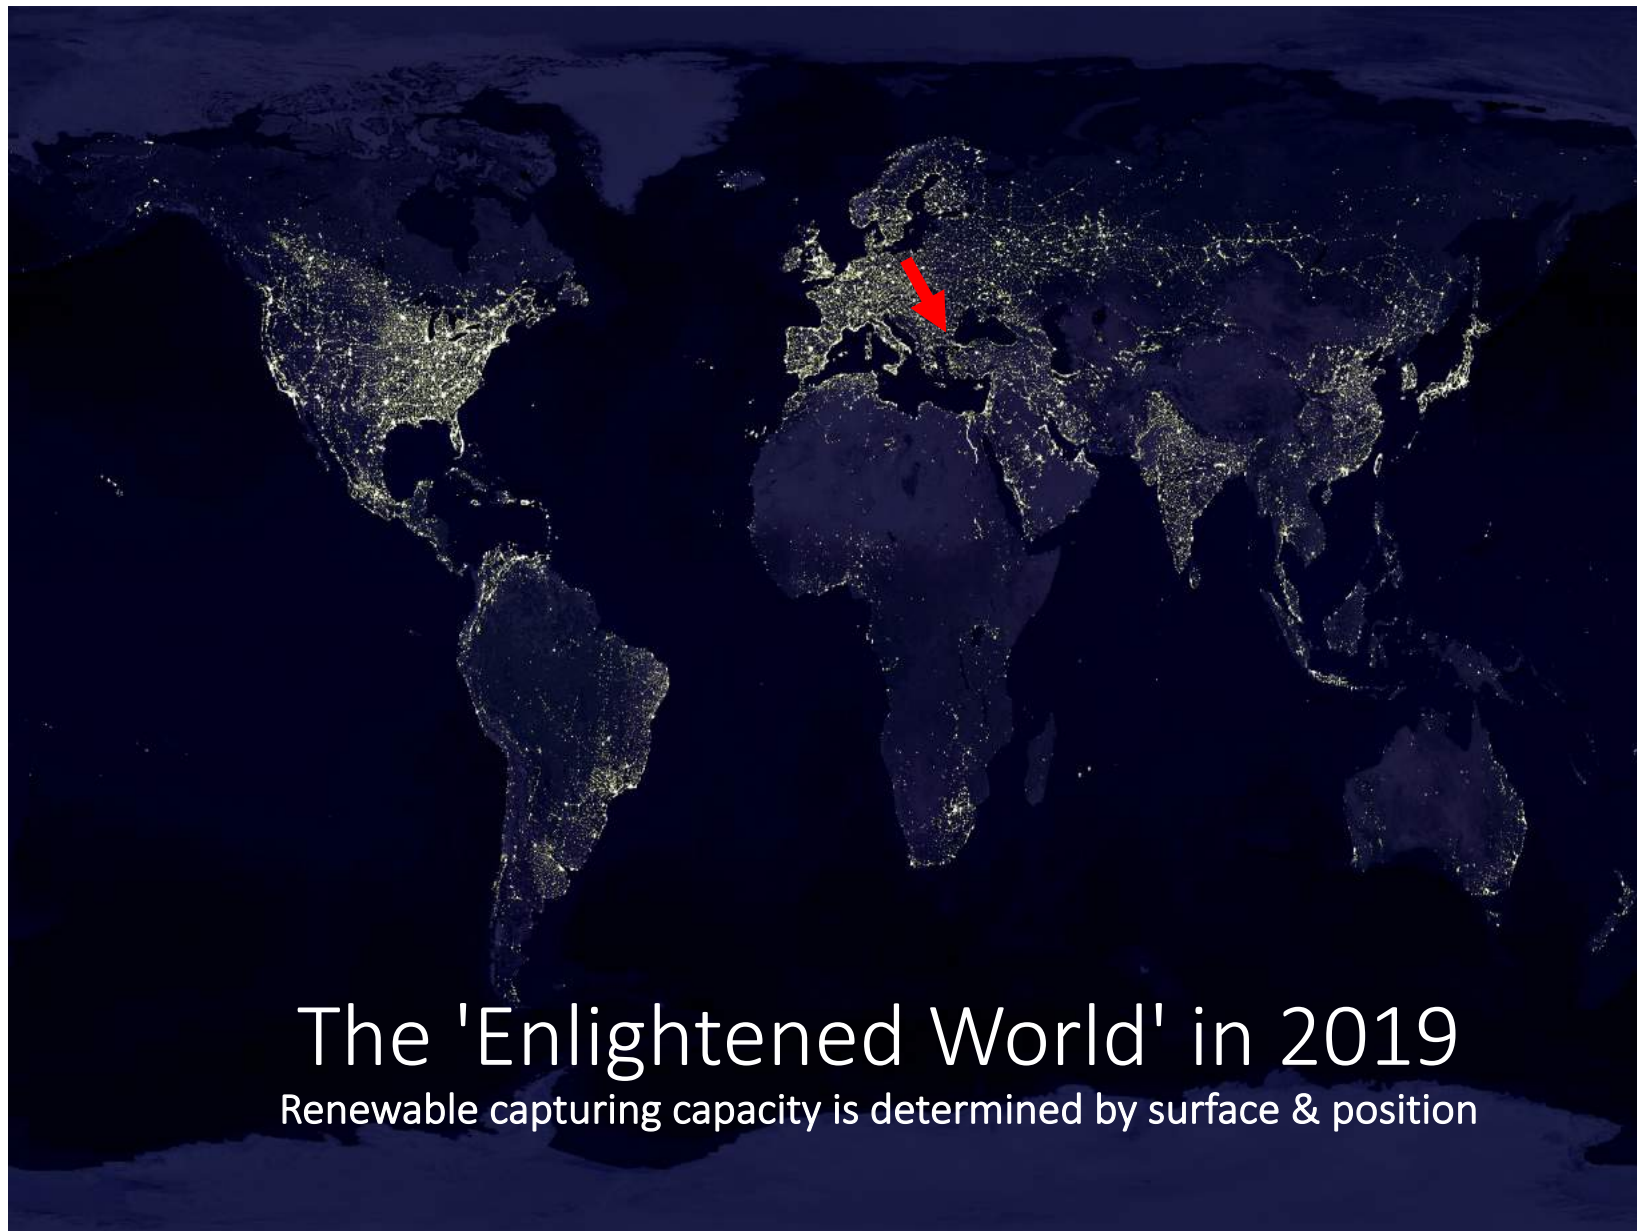 The 'Enlightened World' in 2019
Renewable capturing capacity is determined by surface & position